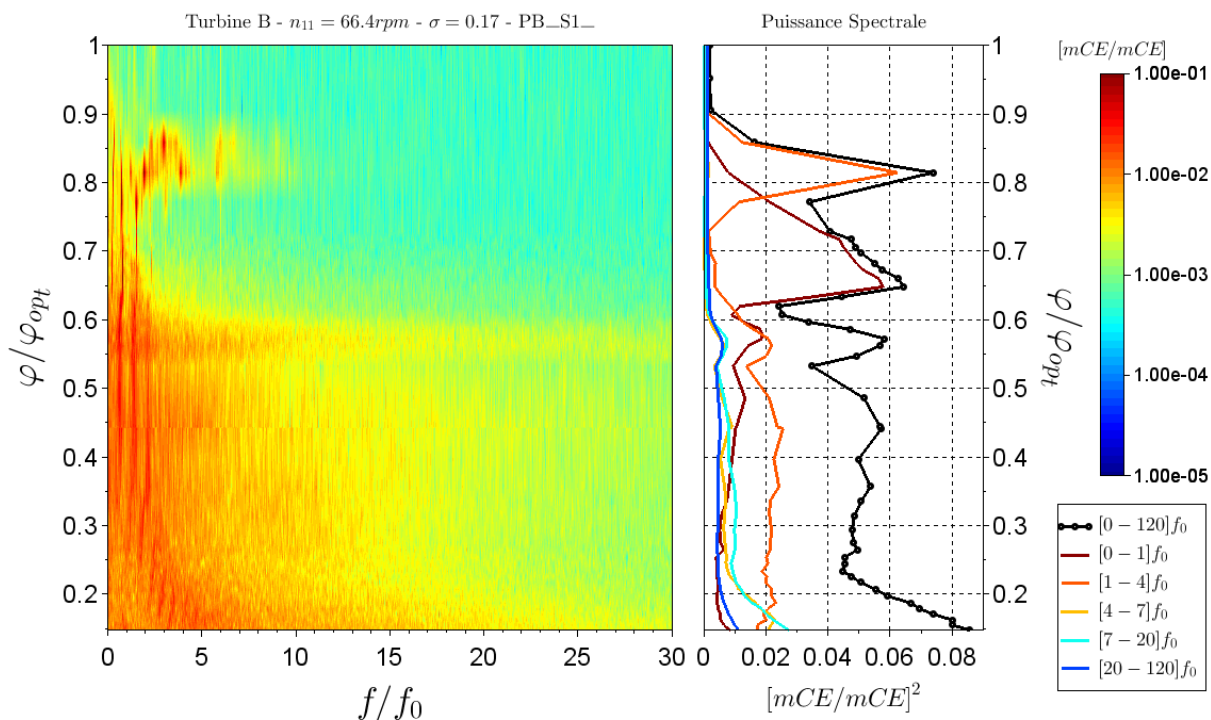 Turbine B - n₁₁ = 66.4rpm - σ = 0.17 - PB_S1_
Puissance Spectrale
[mCE/mCE]
1
0.9
0.8
0.7
0.6
0.5
0.4
0.3
0.2
φ/φ_opt
0
5
10
15
20
25
30
f/f₀
1
0.9
0.8
0.7
0.6
0.5
0.4
0.3
0.2
φ/φ_opt
0
0.02
0.04
0.06
0.08
[mCE/mCE]²
1.00e-01
1.00e-02
1.00e-03
1.00e-04
1.00e-05
[0 − 120]f₀
[0 − 1]f₀
[1 − 4]f₀
[4 − 7]f₀
[7 − 20]f₀
[20 − 120]f₀